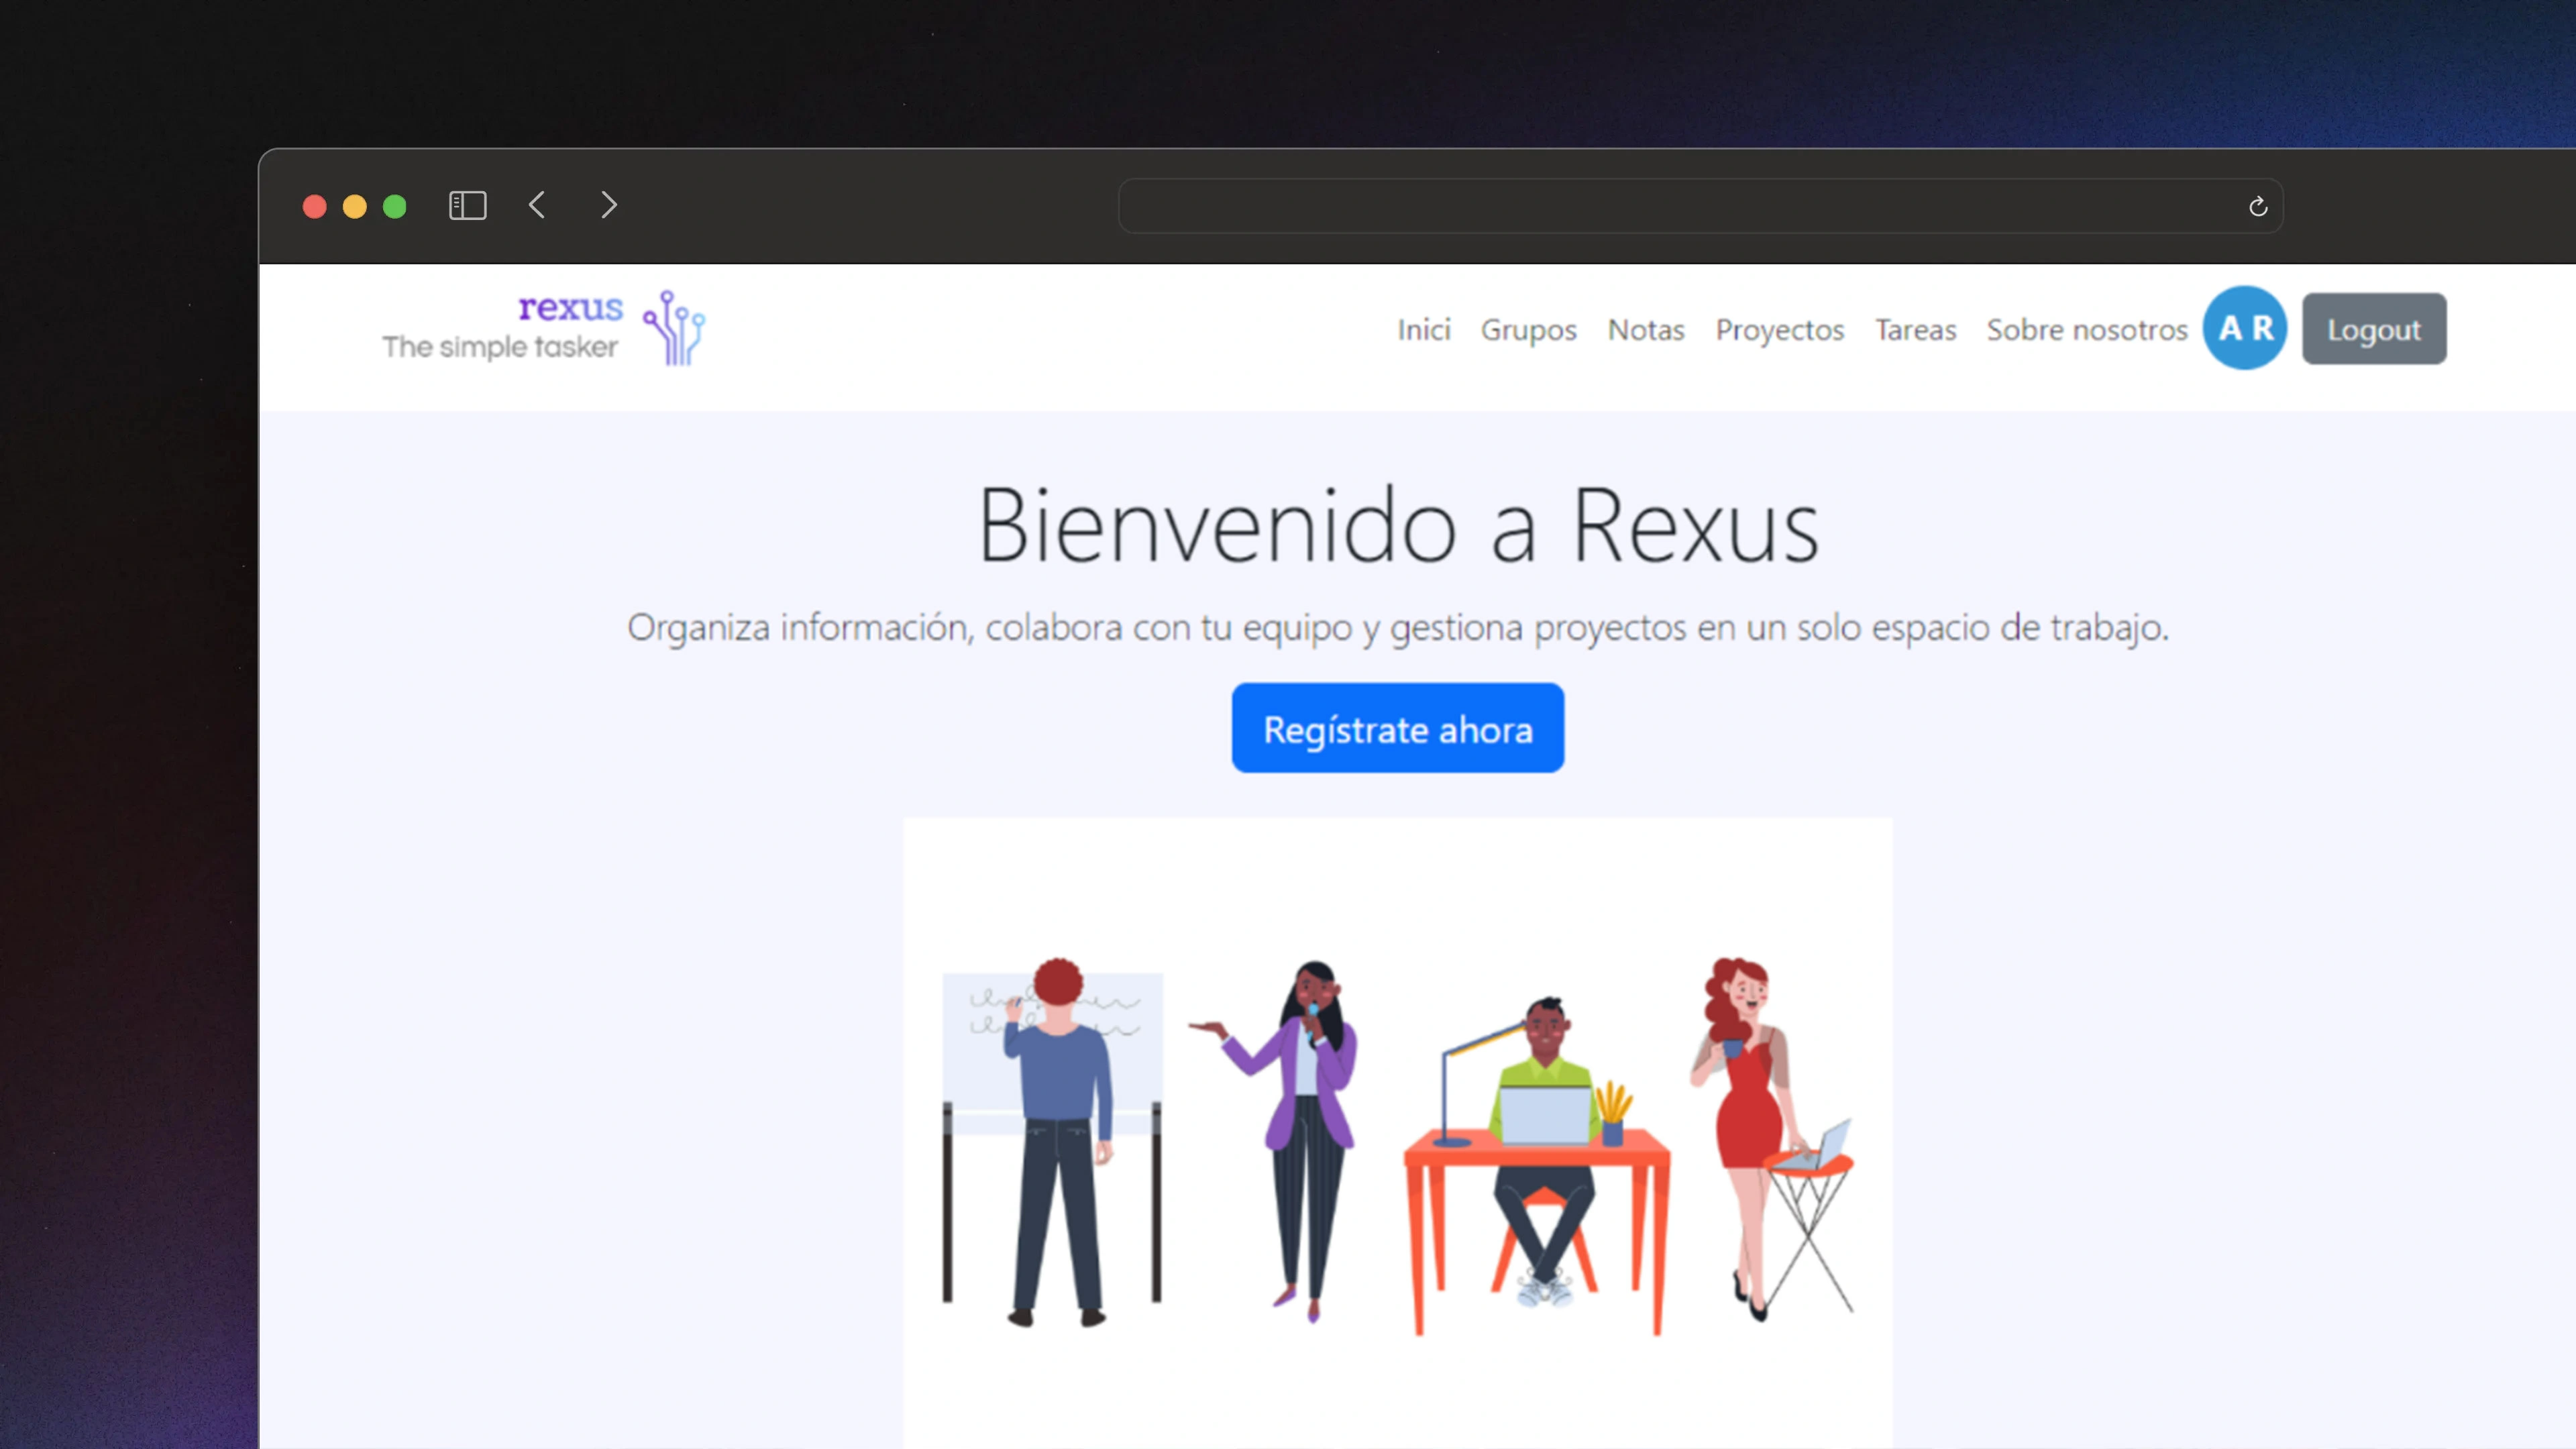 rexus
The simple tasker
Inici Grupos Notas Proyectos Tareas Sobre nosotros AR Logout
Bienvenido a Rexus
Organiza información, colabora con tu equipo y gestiona proyectos en un solo espacio de trabajo.
Regístrate ahora